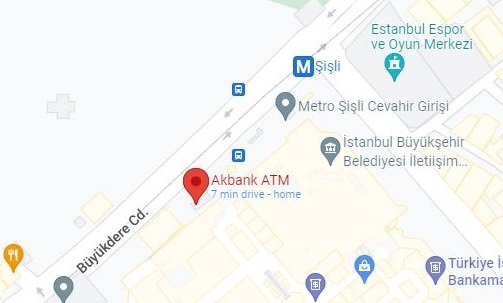 Estanbul Espor
ve Oyun Merkezi
M Şişli
Metro Şişli Cevahir Girişi
İstanbul Büyükşehir
Belediyesi İletiişim...
Akbank ATM
7 min drive - home
Büyükdere Cd.
Türkiye İş
Bankama